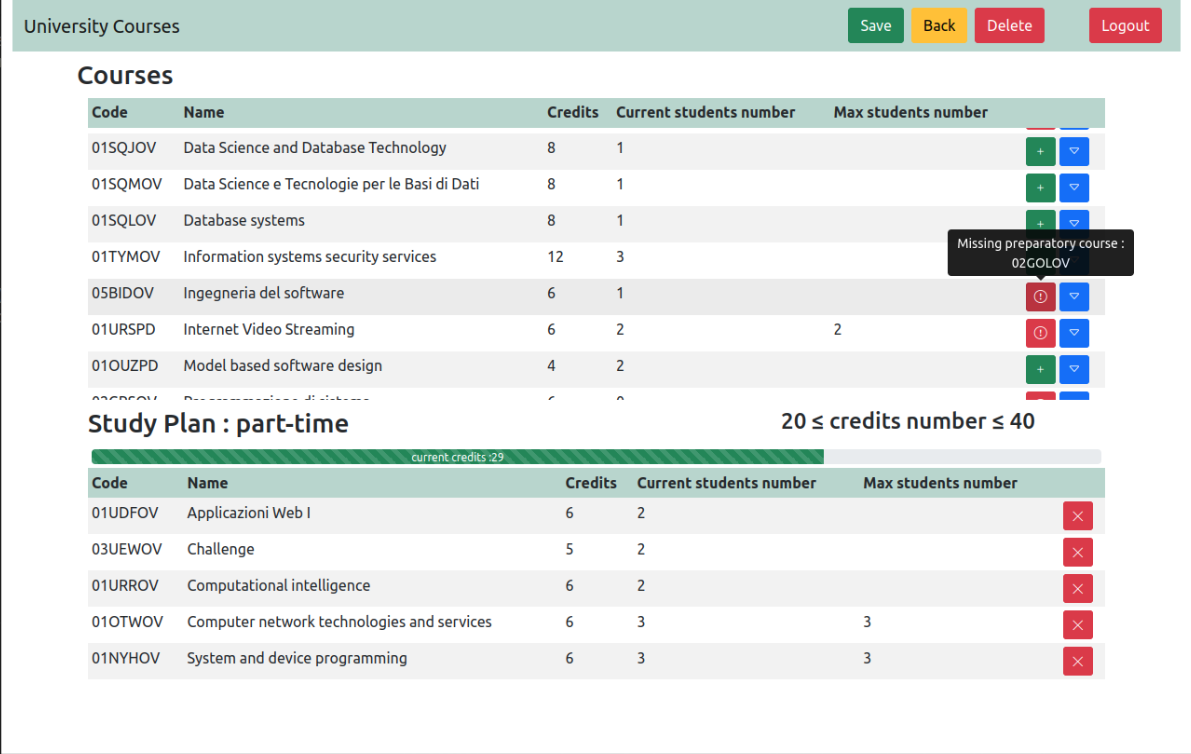 University Courses Save Back Delete Logout
Courses
Code Name Credits Current students number Max students number
01SQJOV Data Science and Database Technology 8 1 +
01SQMOV Data Science e Tecnologie per le Basi di Dati 8 1 +
01SQLOV Database systems 8 1 +
Missing preparatory course :
02GOLOV
01TYMOV Information systems security services 12 3
05BIDOV Ingegneria del software 6 1
01URSPD Internet Video Streaming 6 2 2
01OUZPD Model based software design 4 2 +
Study Plan : part-time 20 ≤ credits number ≤ 40
current credits :29
Code Name Credits Current students number Max students number
01UDFOV Applicazioni Web I 6 2
03UEWOV Challenge 5 2
01URROV Computational intelligence 6 2
01OTWOV Computer network technologies and services 6 3 3
01NYHOV System and device programming 6 3 3